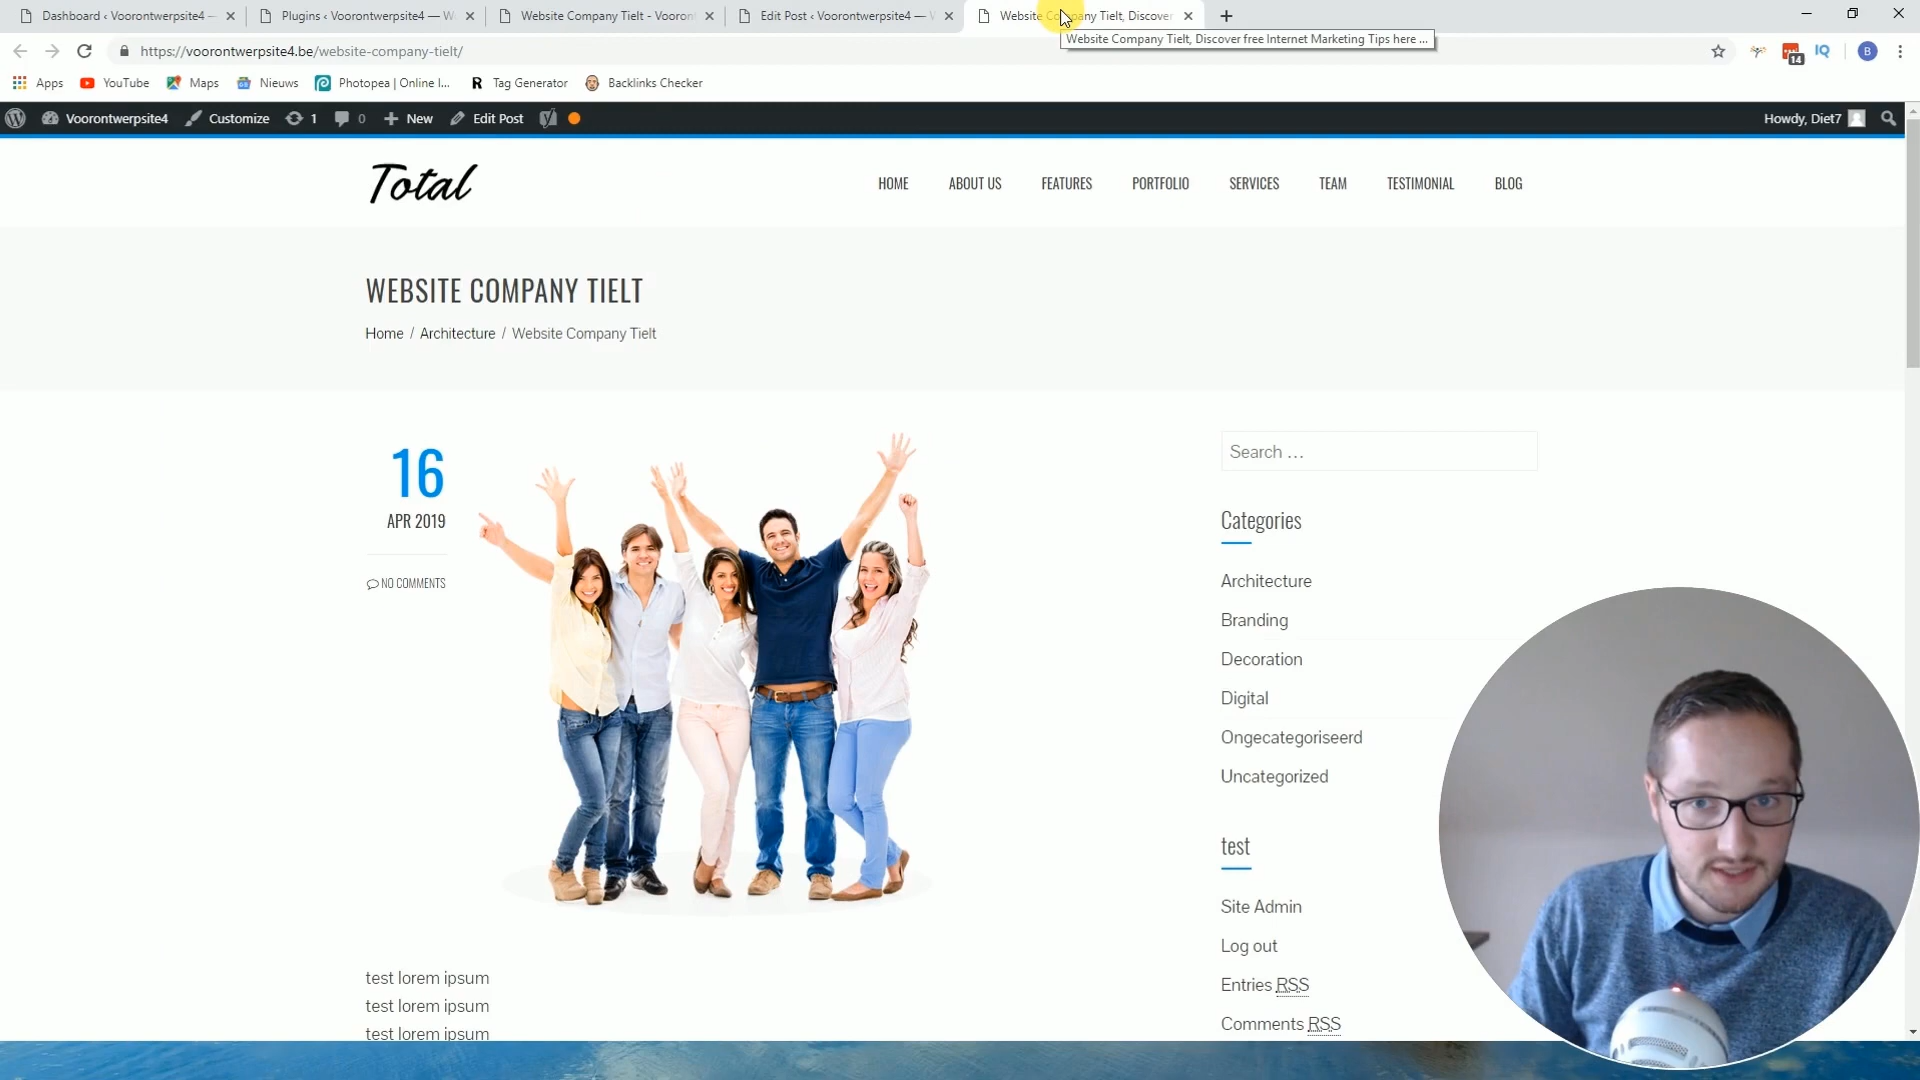 Dashboard ‹ Voorontwerpsite4 —
Plugins ‹ Voorontwerpsite4 — W
Website Company Tielt - Vooron
Edit Post ‹ Voorontwerpsite4 — W
Website Company Tielt, Discover
Website Company Tielt, Discover free Internet Marketing Tips here ...
https://voorontwerpsite4.be/website-company-tielt/
14
IQ
B
Apps
YouTube
Maps
Nieuws
Photopea | Online I...
R Tag Generator
Backlinks Checker
Voorontwerpsite4
Customize
1
0
New
Edit Post
Howdy, Diet7
Total
HOME
ABOUT US
FEATURES
PORTFOLIO
SERVICES
TEAM
TESTIMONIAL
BLOG
WEBSITE COMPANY TIELT
Home / Architecture / Website Company Tielt
16
APR 2019
NO COMMENTS
Search …
Categories
Architecture
Branding
Decoration
Digital
Ongecategoriseerd
Uncategorized
test
Site Admin
Log out
Entries RSS
Comments RSS
test lorem ipsum
test lorem ipsum
test lorem ipsum